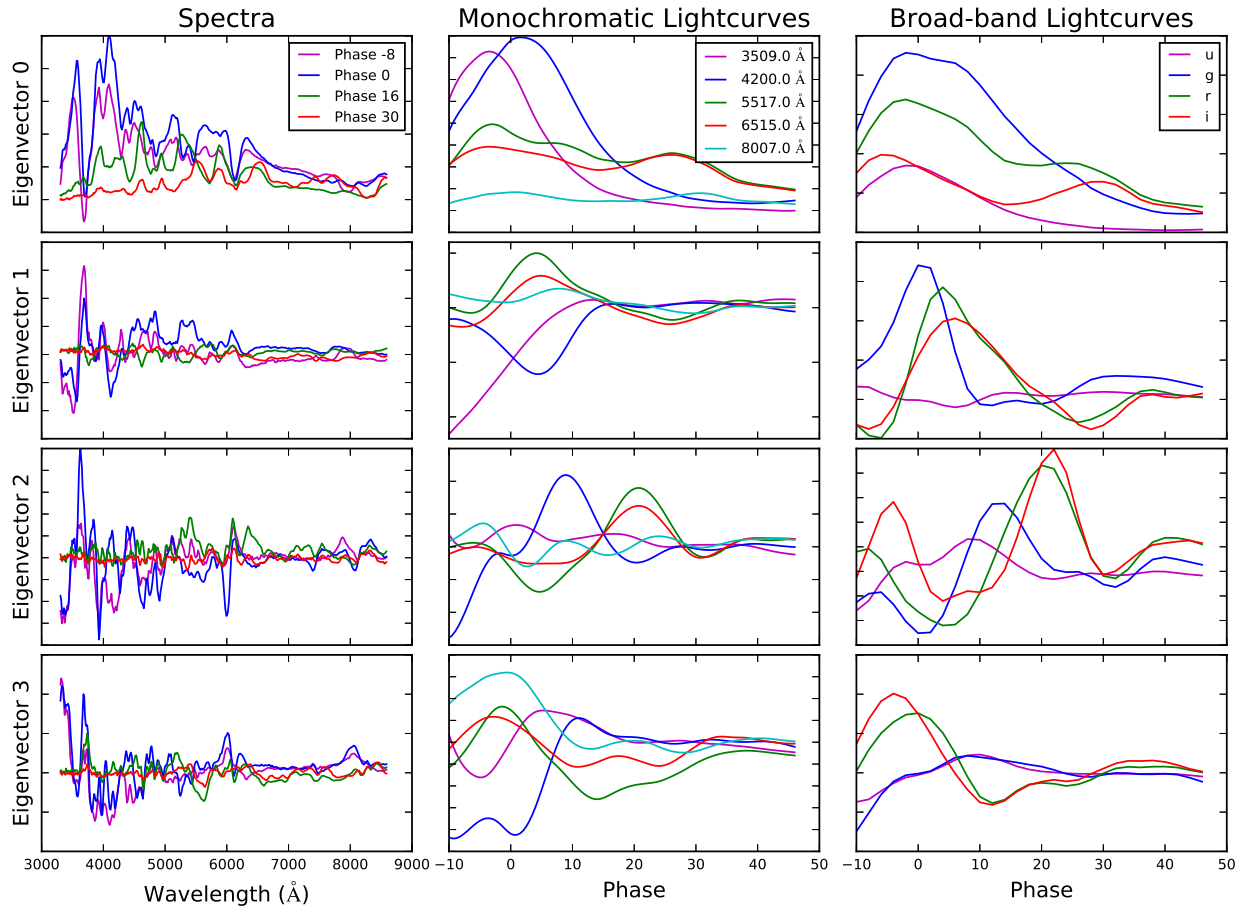 Spectra
Monochromatic Lightcurves
Broad-band Lightcurves
Eigenvector 0
Phase -8
Phase 0
Phase 16
Phase 30
3509.0 Å
4200.0 Å
5517.0 Å
6515.0 Å
8007.0 Å
u
g
r
i
Eigenvector 1
Eigenvector 2
Eigenvector 3
3000 4000 5000 6000 7000 8000 9000
−10 0 10 20 30 40 50
−10 0 10 20 30 40 50
Wavelength (Å)
Phase
Phase